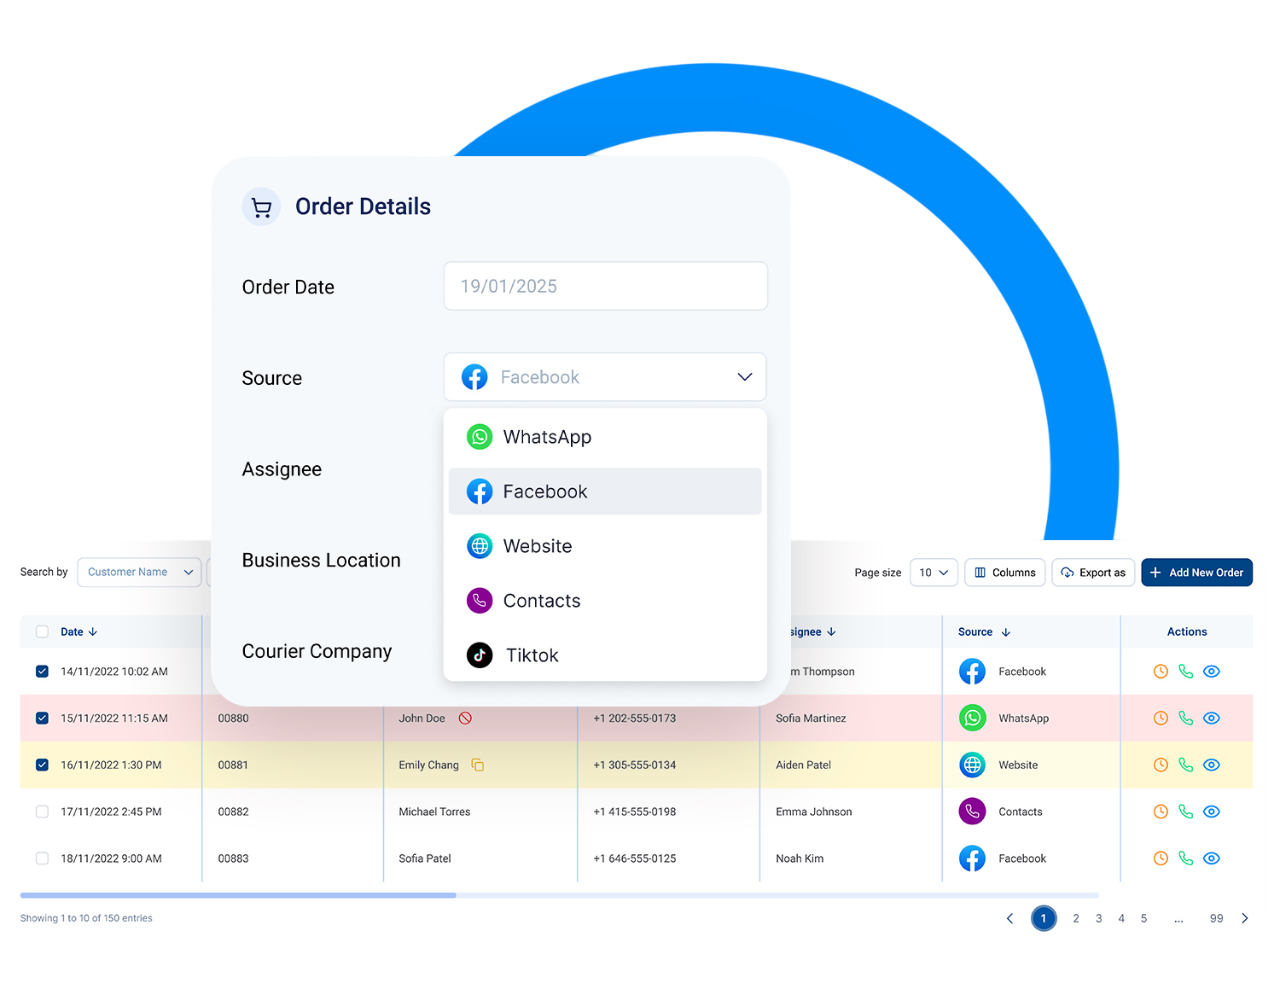 Order Details
Order Date
19/01/2025
Source
Facebook
WhatsApp
Assignee
Facebook
Website
Business Location
Contacts
Courier Company
Tiktok
Search by
Customer Name
Page size
10
Columns
Export as
+ Add New Order
Date
Source
Actions
14/11/2022 10:02 AM Thompson Facebook
15/11/2022 11:15 AM 00880 John Doe +1 202-555-0173 Sofia Martinez WhatsApp
16/11/2022 1:30 PM 00881 Emily Chang +1 305-555-0134 Aiden Patel Website
17/11/2022 2:45 PM 00882 Michael Torres +1 415-555-0198 Emma Johnson Contacts
18/11/2022 9:00 AM 00883 Sofia Patel +1 646-555-0125 Noah Kim Facebook
Showing 1 to 10 of 150 entries
1 2 3 4 5 ... 99